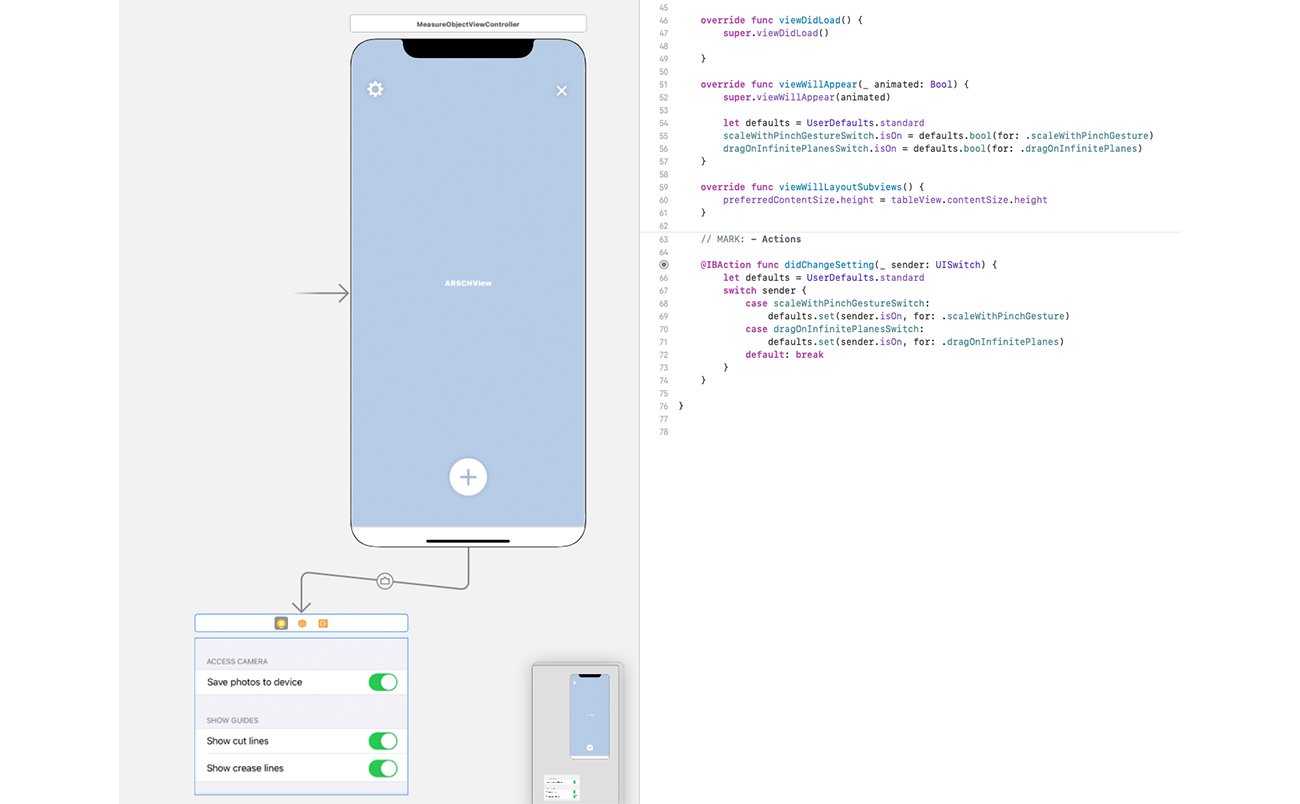 MeasureObjectViewController
ARSCNView
ACCESS CAMERA
Save photos to device
SHOW GUIDES
Show cut lines
Show crease lines
45
46 override func viewDidLoad() {
47 super.viewDidLoad()
48
49 }
50
51 override func viewWillAppear(_ animated: Bool) {
52 super.viewWillAppear(animated)
53
54 let defaults = UserDefaults.standard
55 scaleWithPinchGestureSwitch.isOn = defaults.bool(for: .scaleWithPinchGesture)
56 dragOnInfinitePlanesSwitch.isOn = defaults.bool(for: .dragOnInfinitePlanes)
57 }
58
59 override func viewWillLayoutSubviews() {
60 preferredContentSize.height = tableView.contentSize.height
61 }
62
63 // MARK: - Actions
64
@IBAction func didChangeSetting(_ sender: UISwitch) {
66 let defaults = UserDefaults.standard
67 switch sender {
68 case scaleWithPinchGestureSwitch:
69 defaults.set(sender.isOn, for: .scaleWithPinchGesture)
70 case dragOnInfinitePlanesSwitch:
71 defaults.set(sender.isOn, for: .dragOnInfinitePlanes)
72 default: break
73 }
74 }
75
76 }
77
78